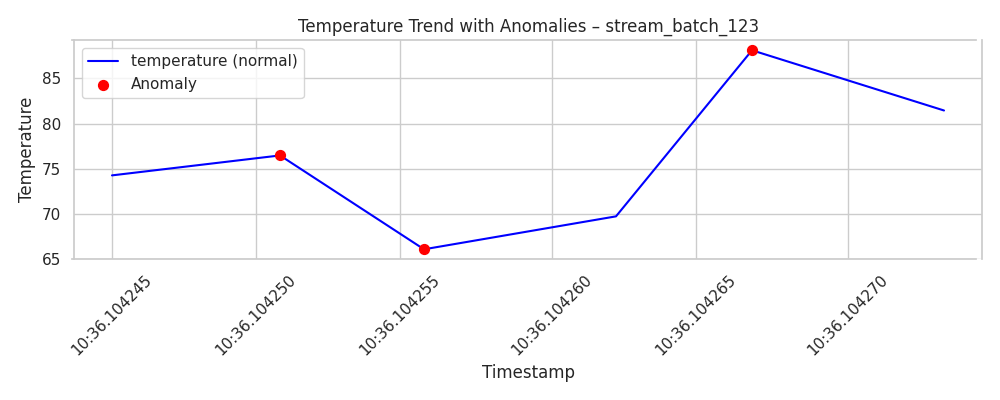 Temperature Trend with Anomalies – stream_batch_123
temperature (normal)
Anomaly
Temperature
85
80
75
70
65
10:36.104245
10:36.104250
10:36.104255
10:36.104260
10:36.104265
10:36.104270
Timestamp